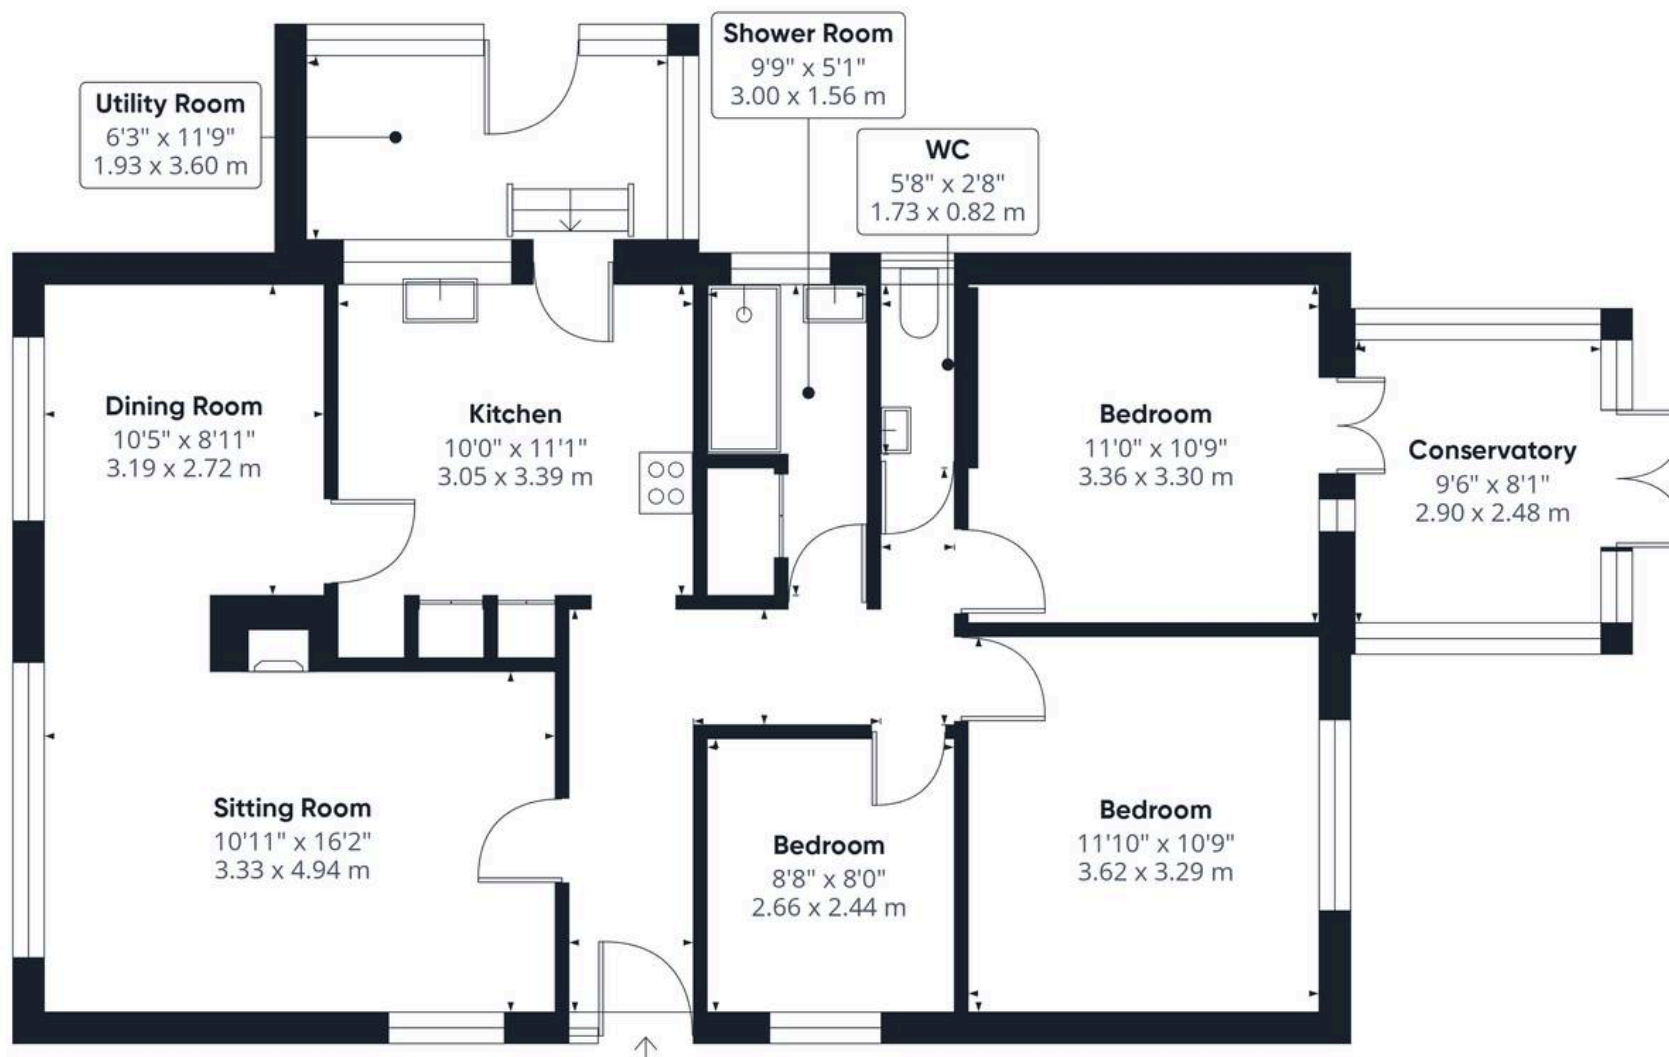 Shower Room
9'9" x 5'1"
3.00 x 1.56 m
Utility Room
6'3" x 11'9"
1.93 x 3.60 m
WC
5'8" x 2'8"
1.73 x 0.82 m
Dining Room
10'5" x 8'11"
3.19 x 2.72 m
Kitchen
10'0" x 11'1"
3.05 x 3.39 m
Bedroom
11'0" x 10'9"
3.36 x 3.30 m
Conservatory
9'6" x 8'1"
2.90 x 2.48 m
Sitting Room
10'11" x 16'2"
3.33 x 4.94 m
Bedroom
8'8" x 8'0"
2.66 x 2.44 m
Bedroom
11'10" x 10'9"
3.62 x 3.29 m